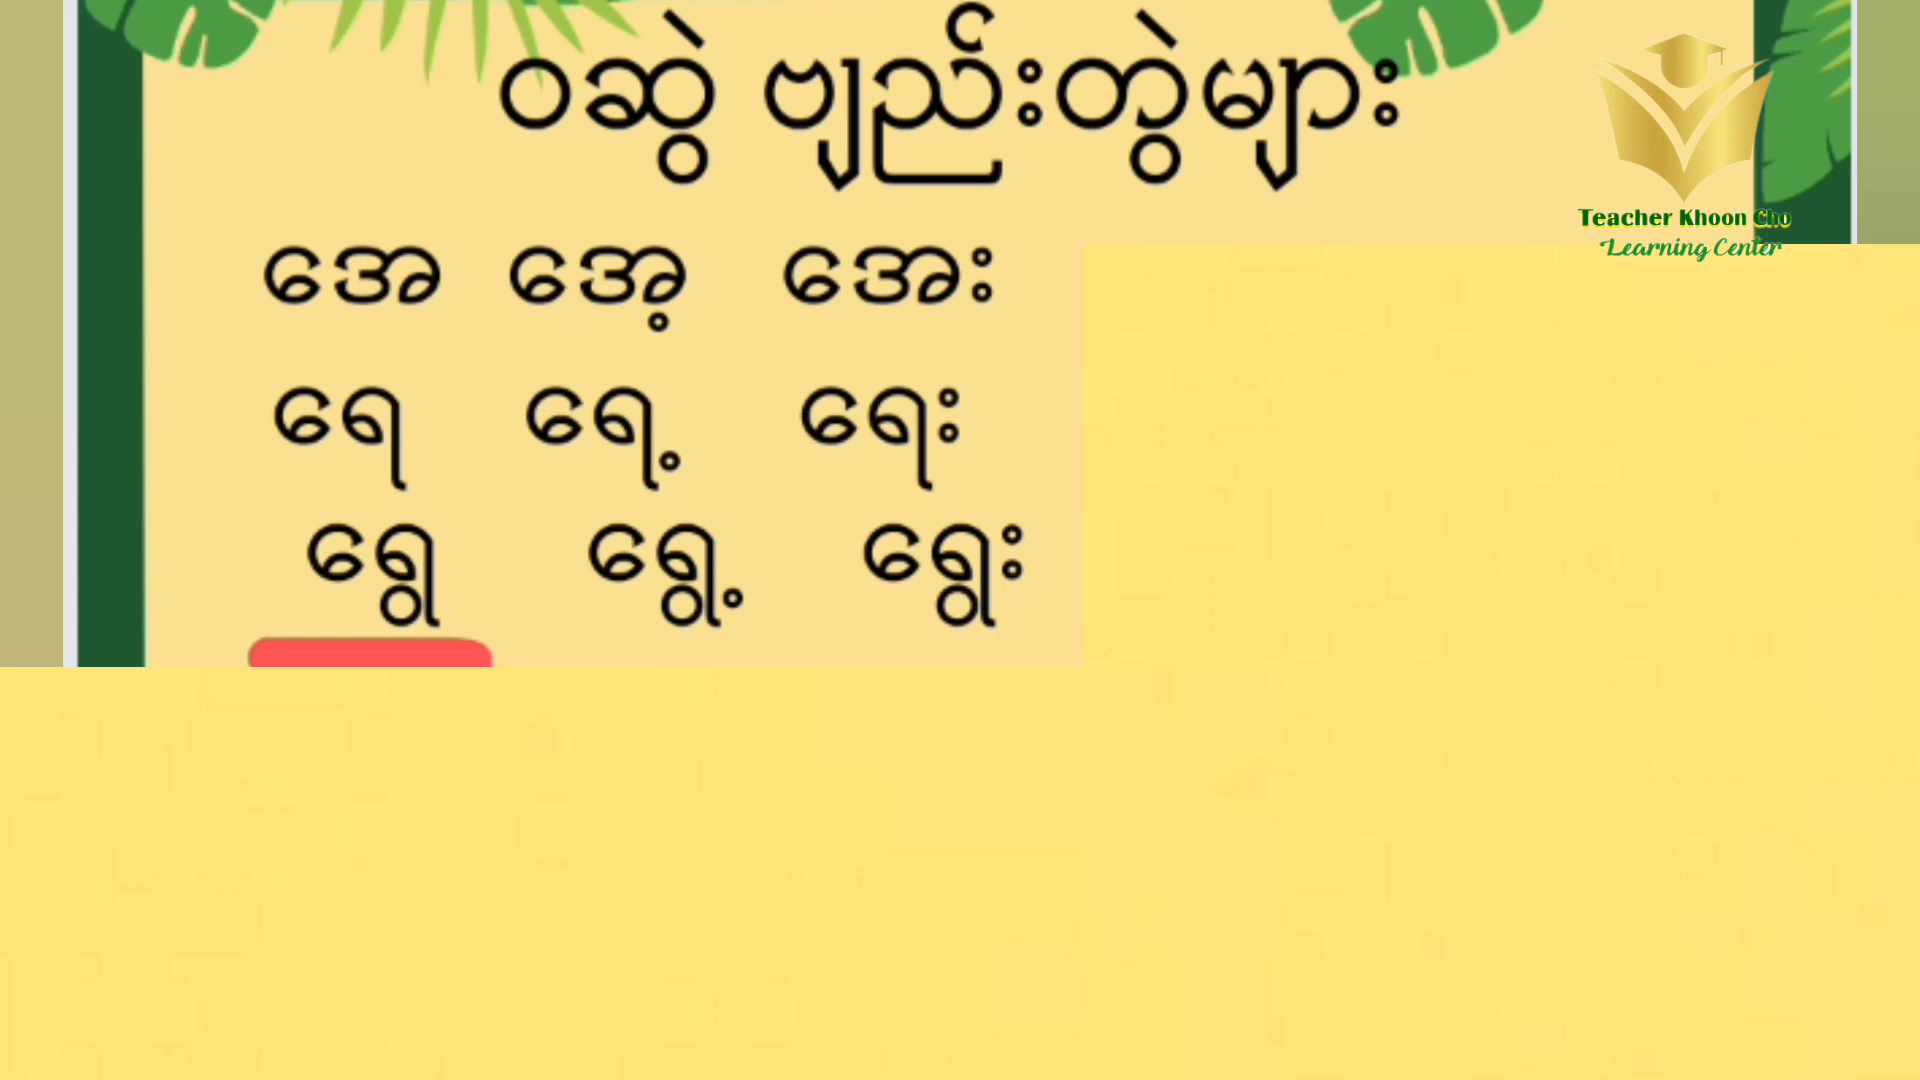 ဝဆွဲ ဗျည်းတွဲများ
Teacher Khoon Cho
Learning Center
အေ အေ့ အေး
ရေ ရေ့ ရေး
ရွေ ရွေ့ ရွေး